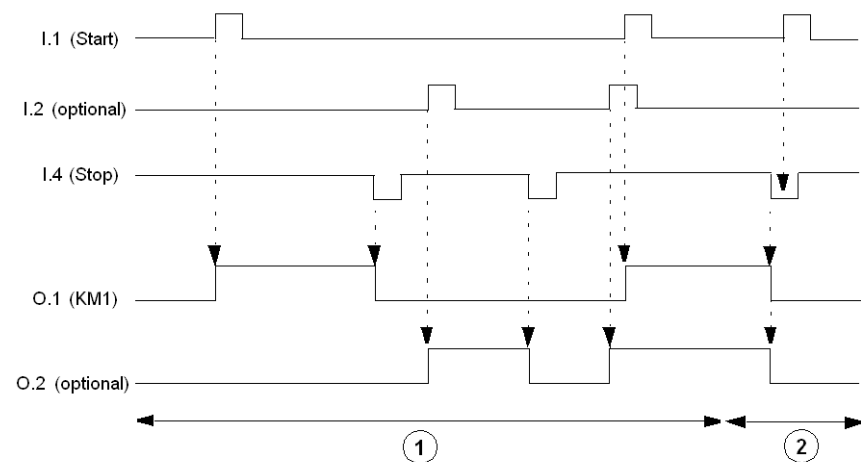 I.1 (Start)
I.2 (optional)
I.4 (Stop)
O.1 (KM1)
O.2 (optional)
1
2